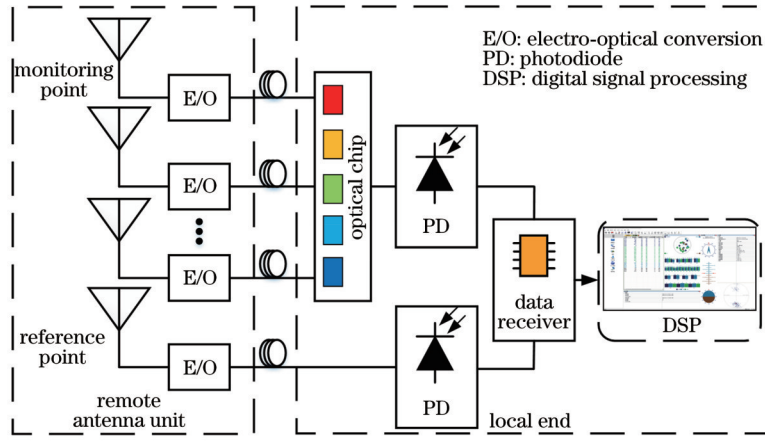 E/O: electro-optical conversion
PD: photodiode
DSP: digital signal processing
monitoring
point
E/O
E/O
E/O
optical chip
PD
data
receiver
DSP
reference
point
E/O
PD
remote
antenna unit
local end